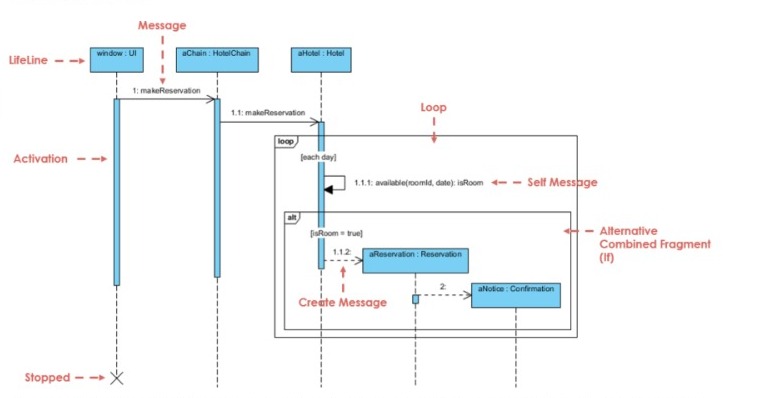 Message
LifeLine
window : UI
aChain : HotelChain
aHotel : Hotel
1: makeReservation
1.1: makeReservation
Loop
loop
[each day]
Activation
1.1.1: available(roomId, date): isRoom
Self Message
alt
[isRoom = true]
Alternative
Combined Fragment
(If)
1.1.2:
aReservation : Reservation
2:
aNotice : Confirmation
Create Message
Stopped